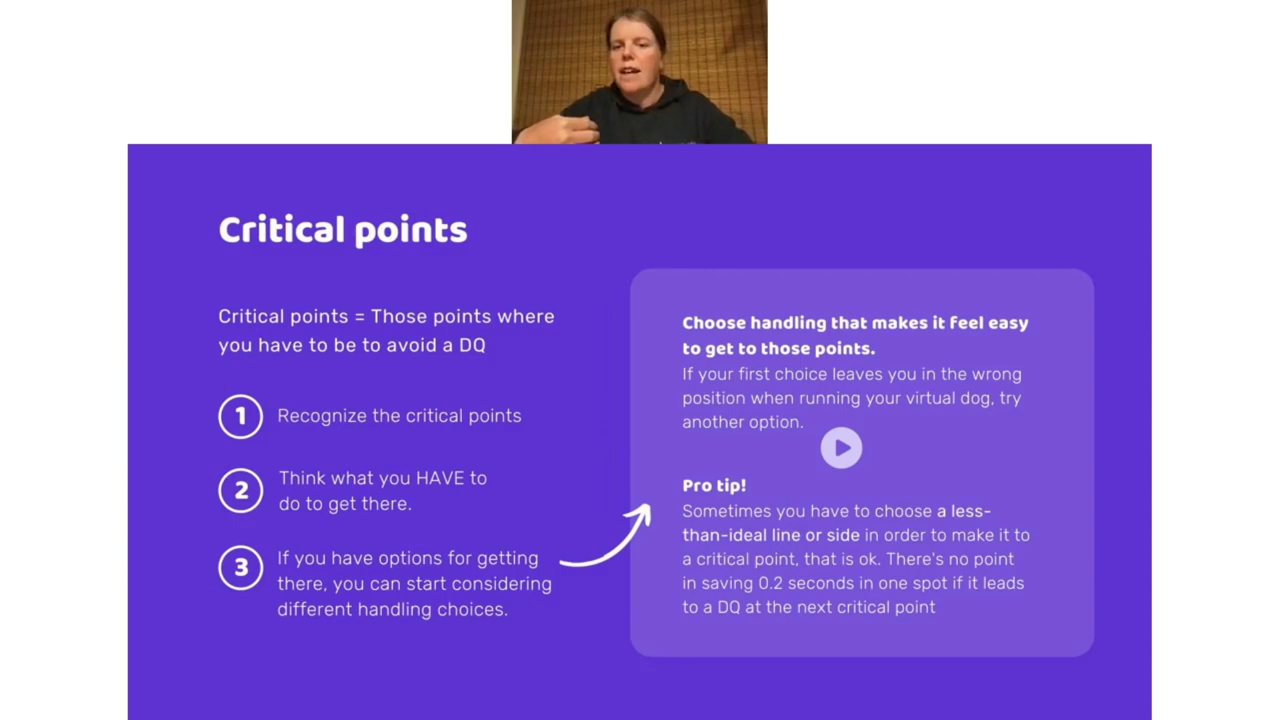 Critical points
Critical points = Those points where
you have to be to avoid a DQ
1 Recognize the critical points
2 Think what you HAVE to
do to get there.
3 If you have options for getting
there, you can start considering
different handling choices.
Choose handling that makes it feel easy
to get to those points.
If your first choice leaves you in the wrong
position when running your virtual dog, try
another option.
Pro tip!
Sometimes you have to choose a less-
than-ideal line or side in order to make it to
a critical point, that is ok. There's no point
in saving 0.2 seconds in one spot if it leads
to a DQ at the next critical point